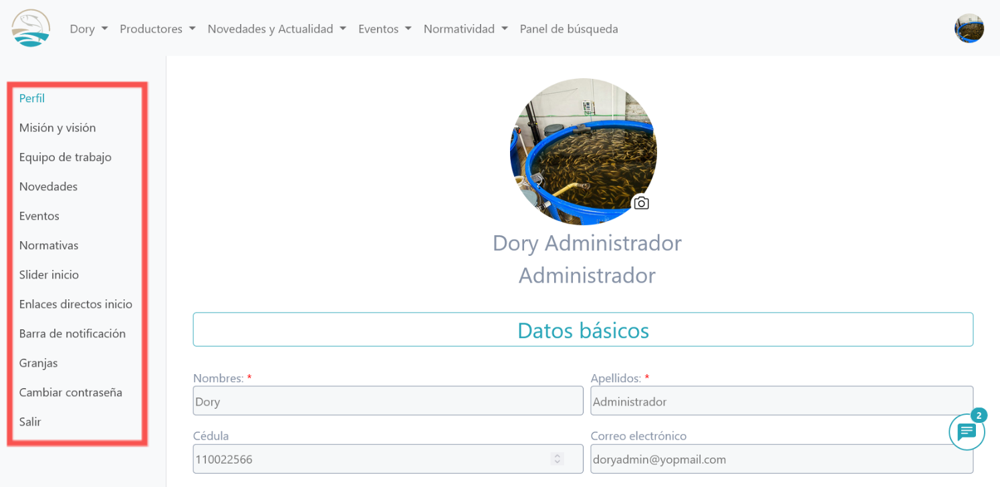 Dory Productores Novedades y Actualidad Eventos Normatividad Panel de búsqueda
Perfil
Misión y visión
Equipo de trabajo
Novedades
Eventos
Normativas
Slider inicio
Enlaces directos inicio
Barra de notificación
Granjas
Cambiar contraseña
Salir
Dory Administrador
Administrador
Datos básicos
Nombres: * Apellidos: *
Dory Administrador
Cédula Correo electrónico
110022566 doryadmin@yopmail.com
2